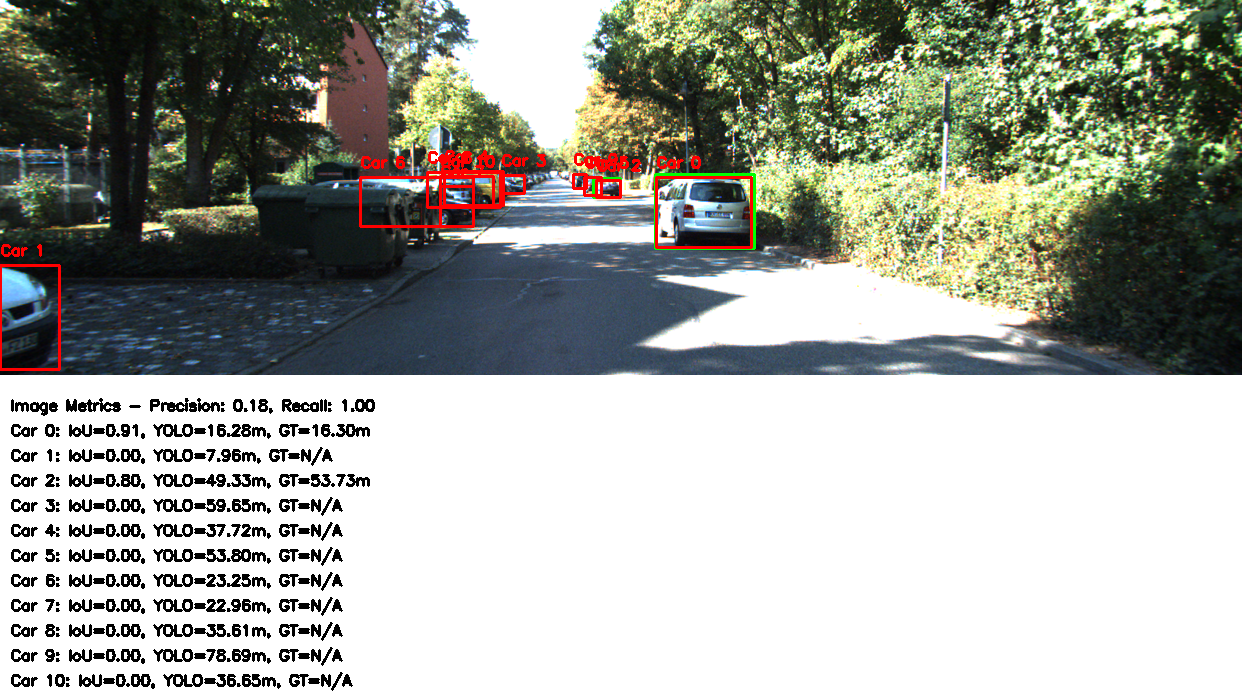 Car 6
Car 3
Car 0
Car 1
Image Metrics - Precision: 0.18, Recall: 1.00
Car 0: IoU=0.91, YOLO=16.28m, GT=16.30m
Car 1: IoU=0.00, YOLO=7.96m, GT=N/A
Car 2: IoU=0.80, YOLO=49.33m, GT=53.73m
Car 3: IoU=0.00, YOLO=59.65m, GT=N/A
Car 4: IoU=0.00, YOLO=37.72m, GT=N/A
Car 5: IoU=0.00, YOLO=53.80m, GT=N/A
Car 6: IoU=0.00, YOLO=23.25m, GT=N/A
Car 7: IoU=0.00, YOLO=22.96m, GT=N/A
Car 8: IoU=0.00, YOLO=35.61m, GT=N/A
Car 9: IoU=0.00, YOLO=78.69m, GT=N/A
Car 10: IoU=0.00, YOLO=36.65m, GT=N/A